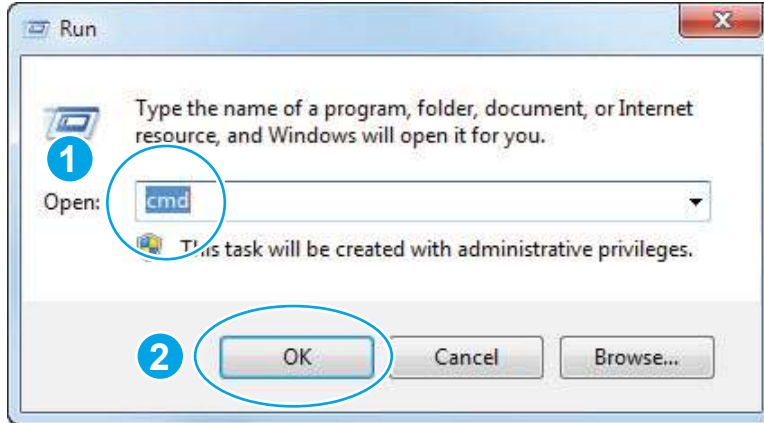 Run
Type the name of a program, folder, document, or Internet
resource, and Windows will open it for you.
1
Open: cmd
This task will be created with administrative privileges.
2 OK Cancel Browse...